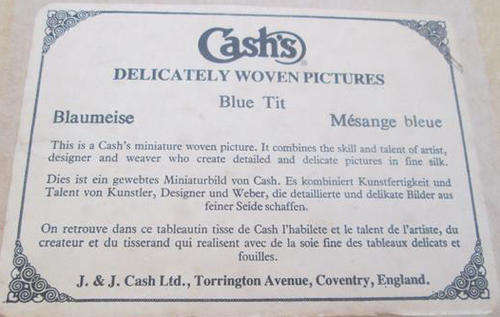 Cash's
DELICATELY WOVEN PICTURES
Blue Tit
Blaumeise Mésange bleue
This is a Cash's miniature woven picture. It combines the skill and talent of artist,
designer and weaver who create detailed and delicate pictures in fine silk.
Dies ist ein gewebtes Miniaturbild von Cash. Es kombiniert Kunstfertigkeit und
Talent von Kunstler, Designer und Weber, die detaillierte und delikate Bilder aus
feiner Seide schaffen.
On retrouve dans ce tableautin tisse de Cash l'habilete et le talent de l'artiste, du
createur et du tisserand qui realisent avec de la soie fine des tableaux delicats et
fouilles.
J. & J. Cash Ltd., Torrington Avenue, Coventry, England.